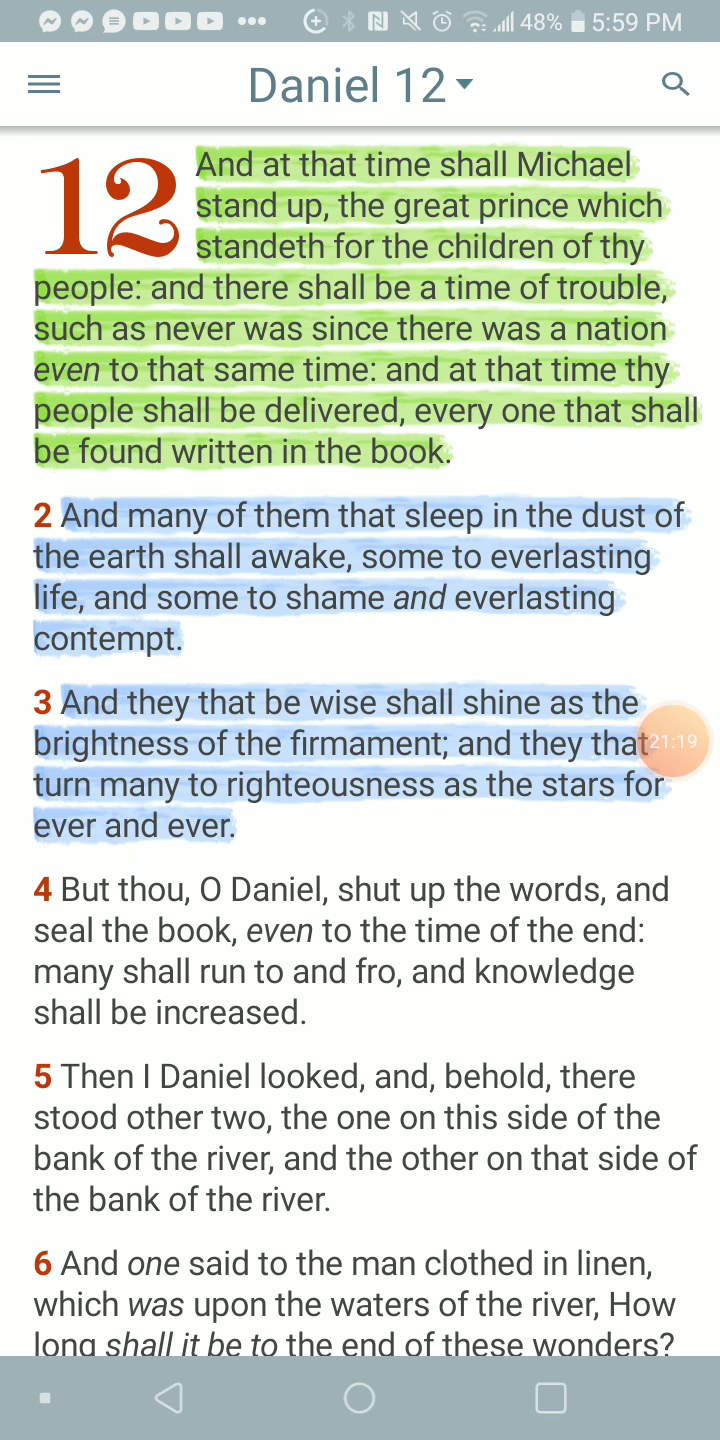 48% 5:59 PM
Daniel 12
12 And at that time shall Michael
stand up, the great prince which
standeth for the children of thy
people: and there shall be a time of trouble,
such as never was since there was a nation
even to that same time: and at that time thy
people shall be delivered, every one that shall
be found written in the book.
2 And many of them that sleep in the dust of
the earth shall awake, some to everlasting
life, and some to shame and everlasting
contempt.
3 And they that be wise shall shine as the
brightness of the firmament; and they that
21:19
turn many to righteousness as the stars for
ever and ever.
4 But thou, O Daniel, shut up the words, and
seal the book, even to the time of the end:
many shall run to and fro, and knowledge
shall be increased.
5 Then I Daniel looked, and, behold, there
stood other two, the one on this side of the
bank of the river, and the other on that side of
the bank of the river.
6 And one said to the man clothed in linen,
which was upon the waters of the river, How
long shall it be to the end of these wonders?